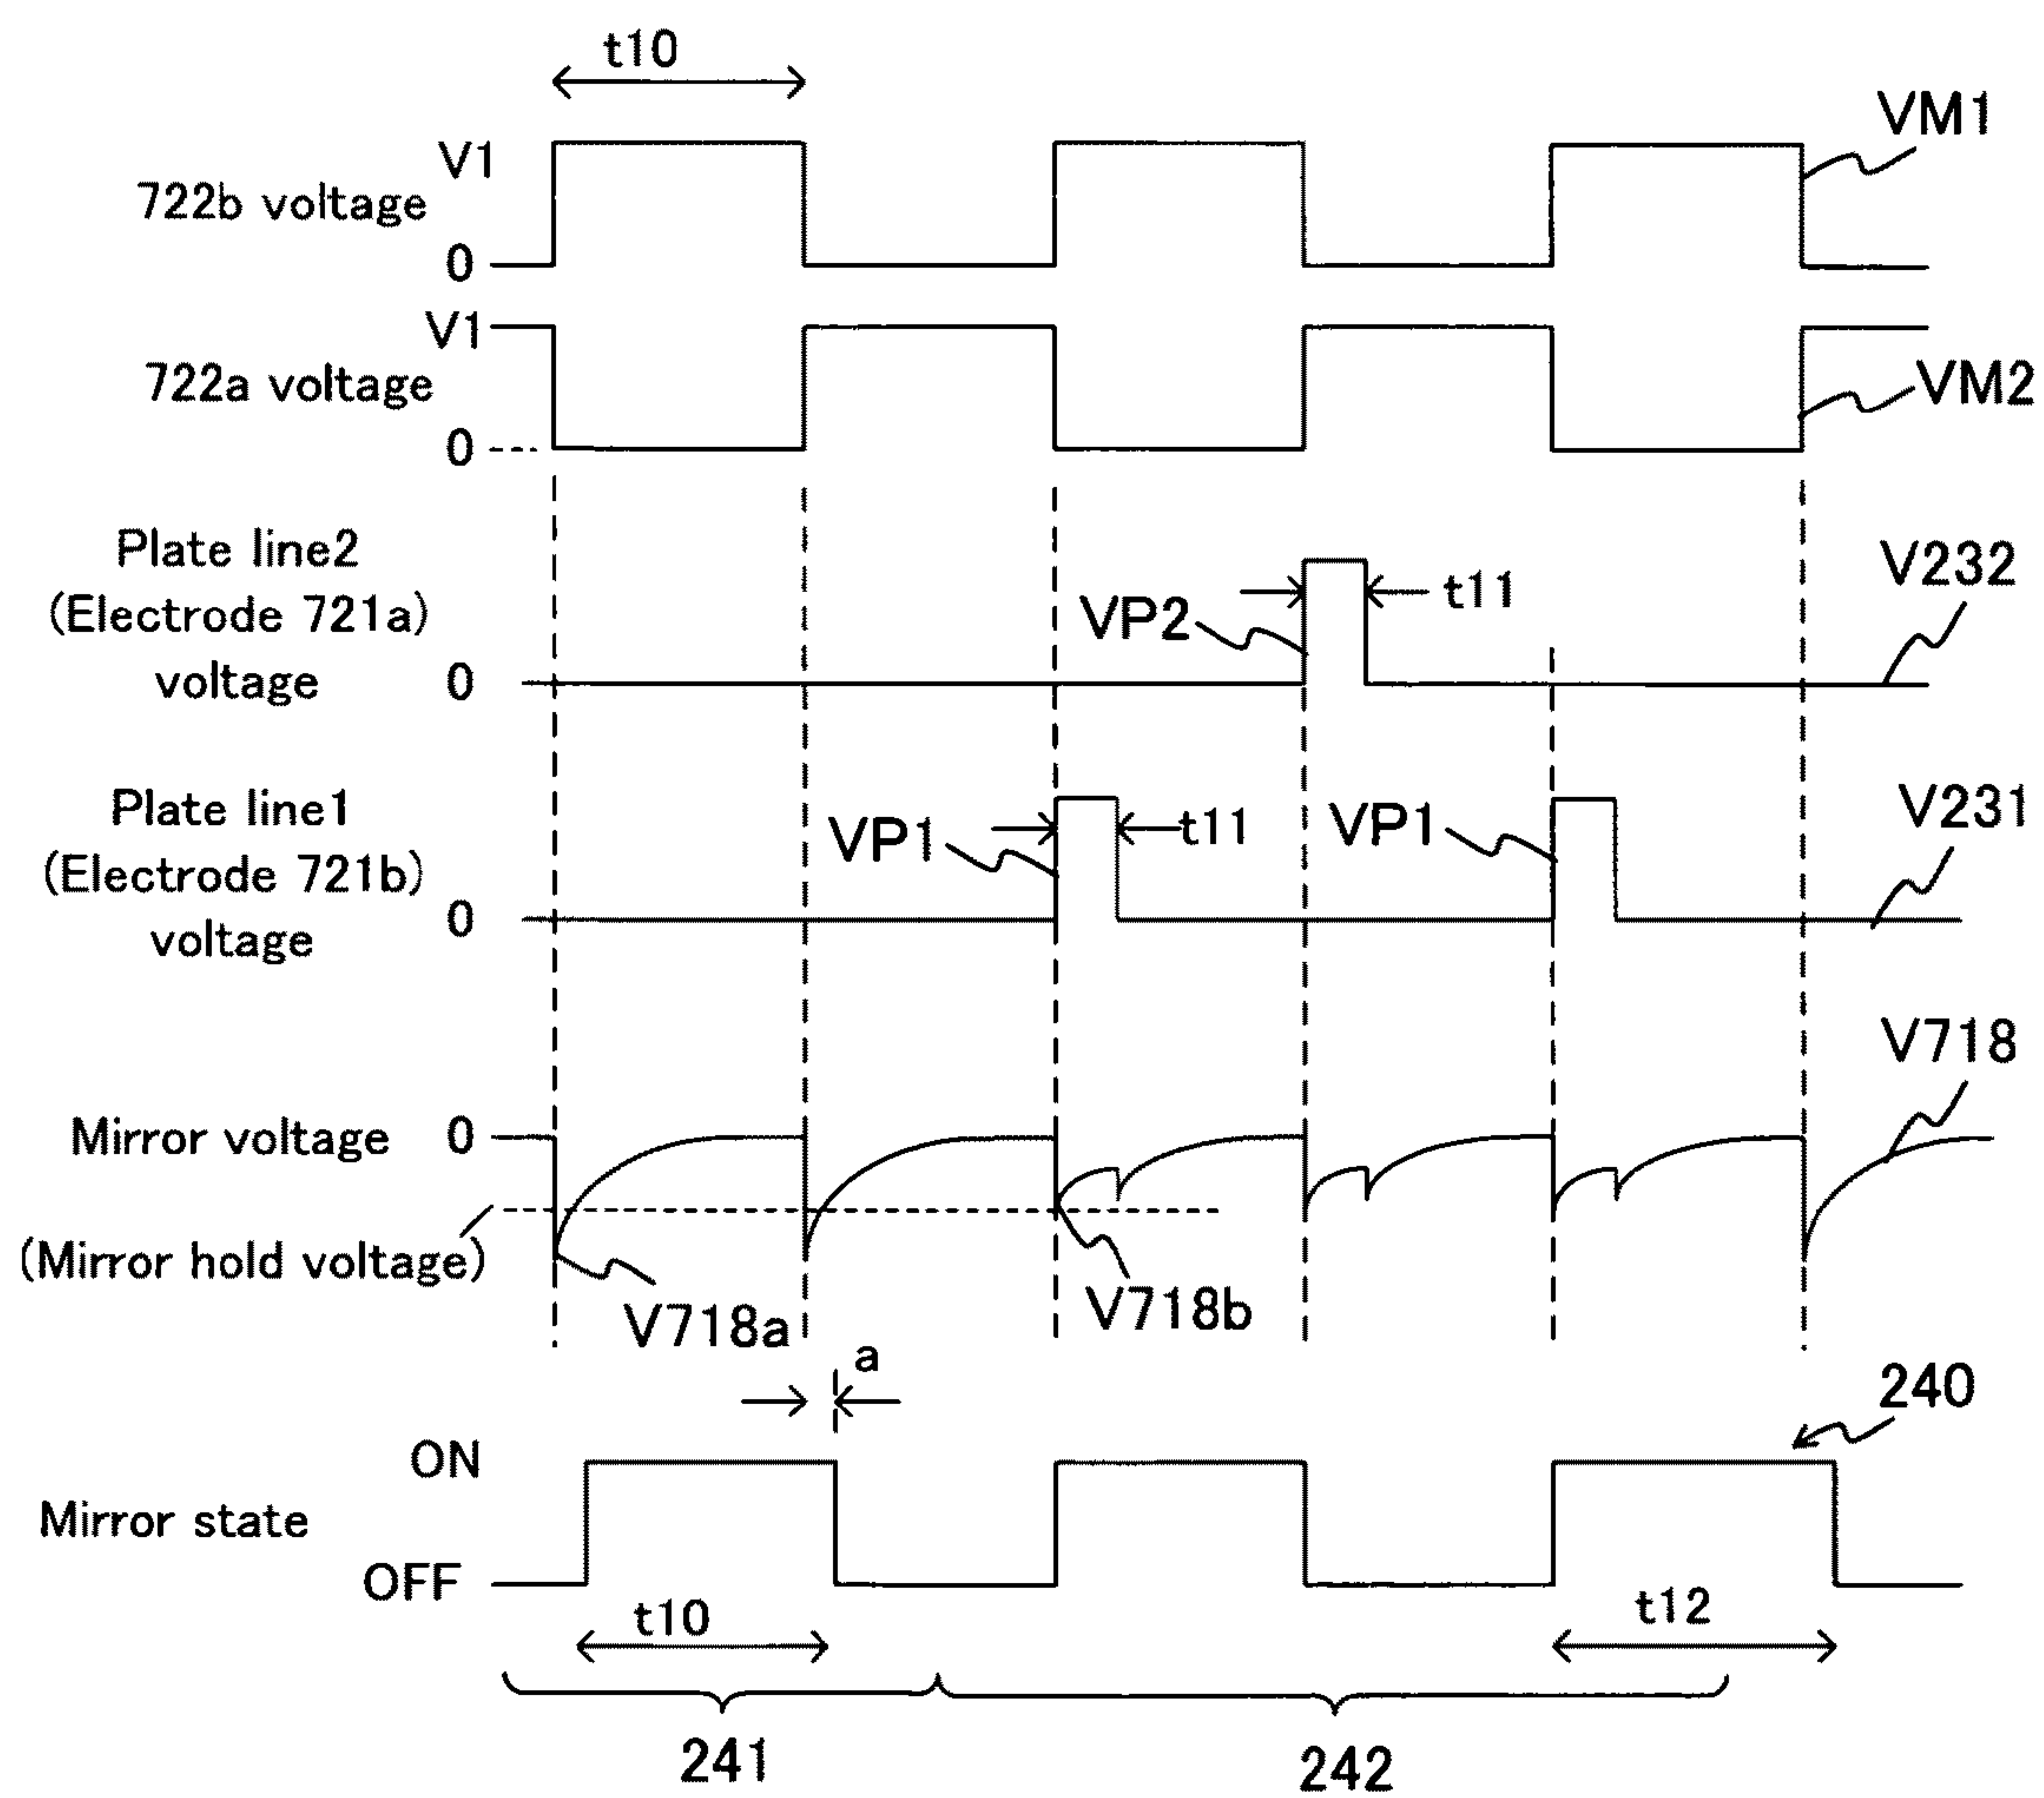 t10
V1
VM1
722b voltage
0
V1
722a voltage
VM2
0
Plate line2
(Electrode 721a)
voltage
0
VP2
t11
V232
Plate line1
(Electrode 721b)
voltage
0
VP1
t11
VP1
V231
Mirror voltage
0
V718
(Mirror hold voltage)
V718a
V718b
a
240
ON
Mirror state
OFF
t10
t12
241
242